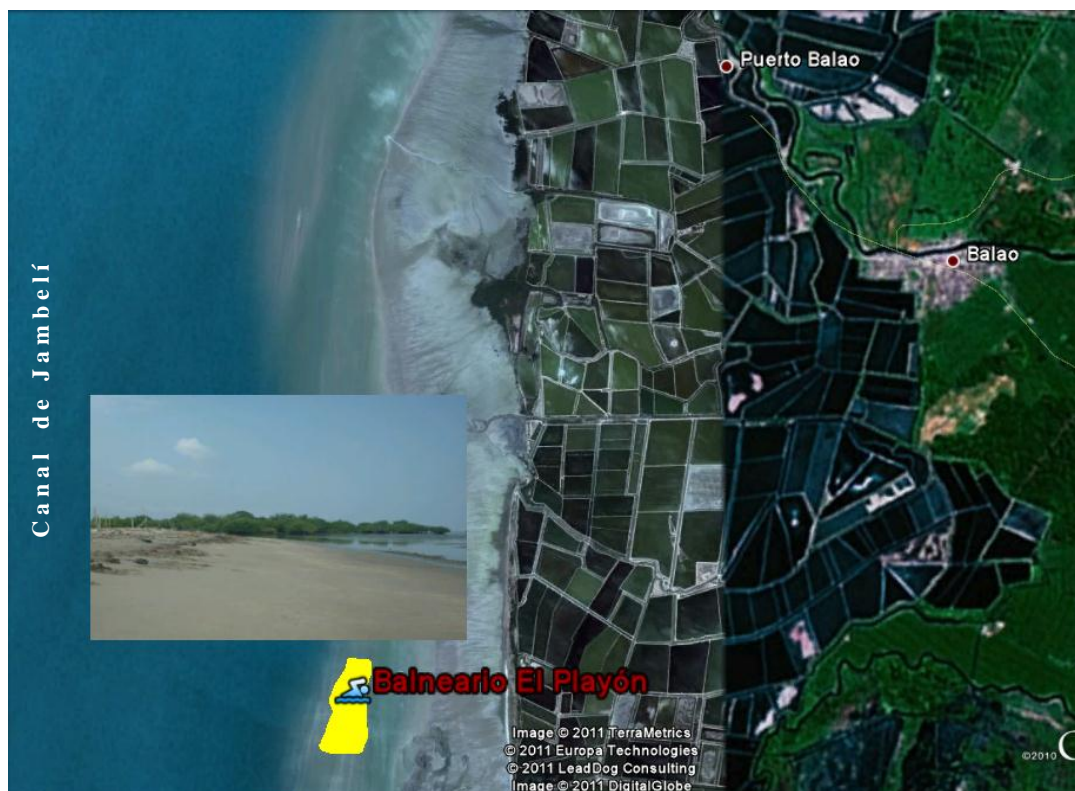 Puerto Balao
Balao
Canal de Jambelí
Balneario El Playón
Image © 2011 TerraMetrics
© 2011 Europa Technologies
© 2011 LeadDog Consulting
Image © 2011 DigitalGlobe
©2010